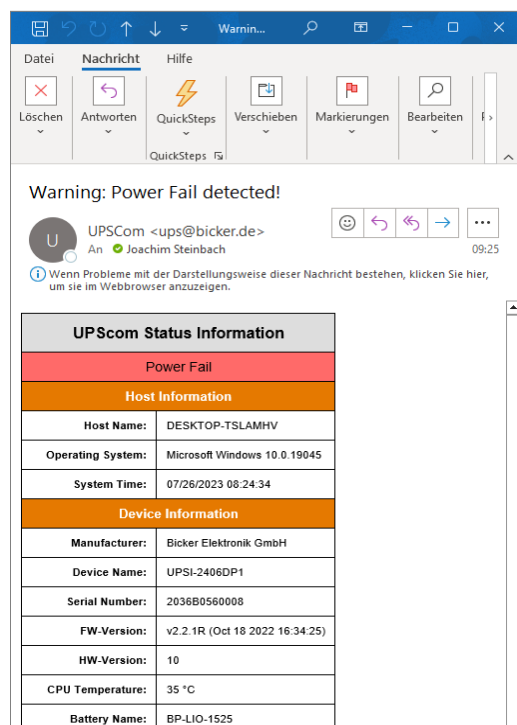 Warnin...
Datei Nachricht Hilfe
Löschen Antworten QuickSteps Verschieben Markierungen Bearbeiten
QuickSteps
Warning: Power Fail detected!
U
UPSCom <ups@bicker.de>
An Joachim Steinbach 09:25
Wenn Probleme mit der Darstellungsweise dieser Nachricht bestehen, klicken Sie hier,
um sie im Webbrowser anzuzeigen.
UPScom Status Information
Power Fail
Host Information
Host Name: DESKTOP-TSLAMHV
Operating System: Microsoft Windows 10.0.19045
System Time: 07/26/2023 08:24:34
Device Information
Manufacturer: Bicker Elektronik GmbH
Device Name: UPSI-2406DP1
Serial Number: 2036B0560008
FW-Version: v2.2.1R (Oct 18 2022 16:34:25)
HW-Version: 10
CPU Temperature: 35 °C
Battery Name: BP-LIO-1525